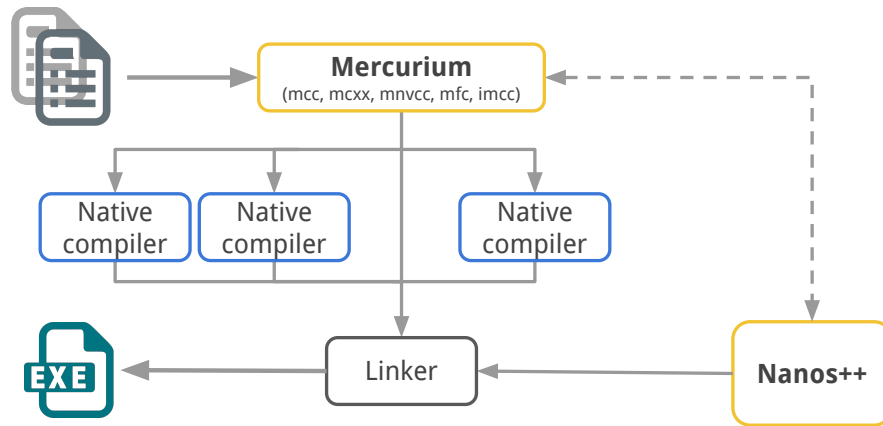 Mercurium
(mcc, mcxx, mnvcc, mfc, imcc)
Native
compiler
Native
compiler
Native
compiler
EXE
Linker
Nanos++